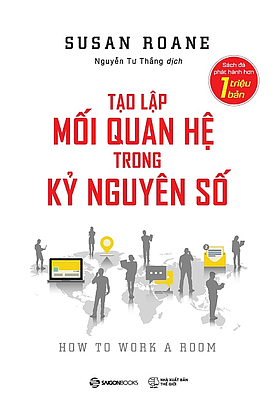 SUSAN ROANE
Nguyễn Tư Thắng dịch
Sách đã
phát hành hơn
1 triệu
bản
TẠO LẬP
MỐI QUAN HỆ
TRONG
KỶ NGUYÊN SỐ
HOW TO WORK A ROOM
SAIGONBOOKS
NHÀ XUẤT BẢN
THẾ GIỚI